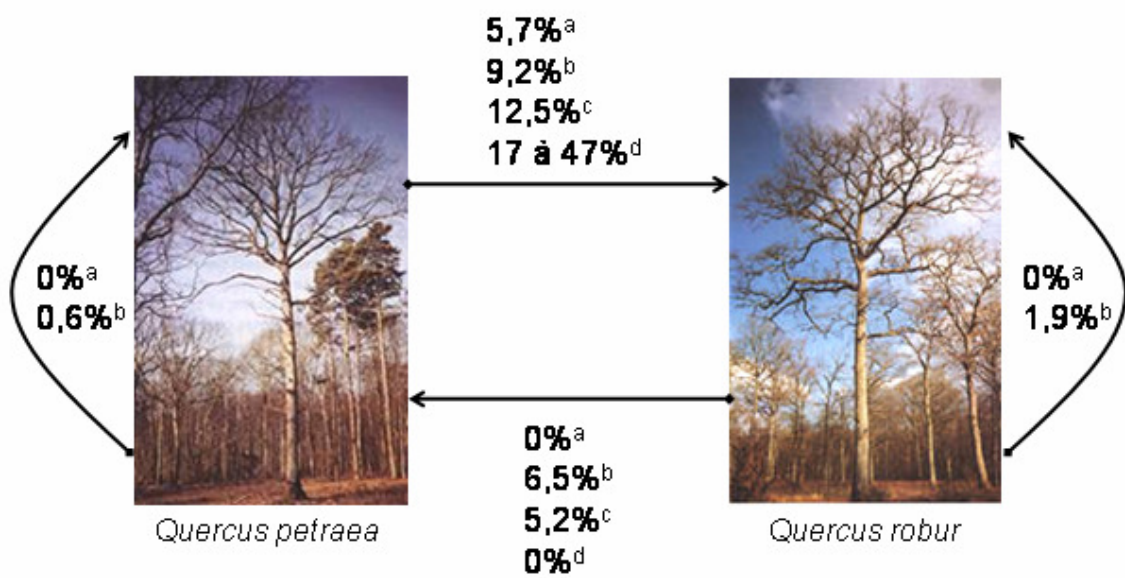 5,7%ᵃ
9,2%ᵇ
12,5%ᶜ
17 à 47%ᵈ
0%ᵃ
0,6%ᵇ
0%ᵃ
1,9%ᵇ
0%ᵃ
6,5%ᵇ
5,2%ᶜ
0%ᵈ
Quercus petraea
Quercus robur